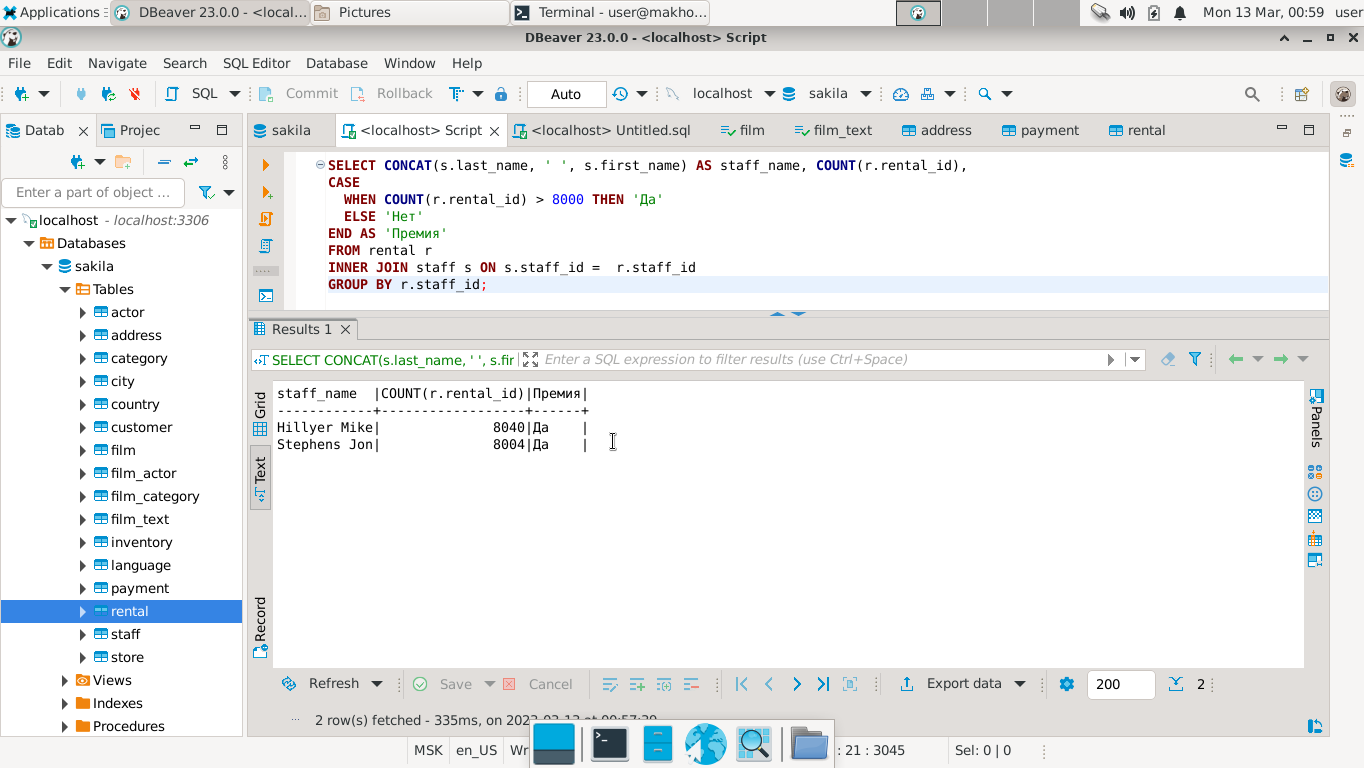 Applications
DBeaver 23.0.0 - <local...
Pictures
Terminal - user@makho...
Mon 13 Mar, 00:59
user
DBeaver 23.0.0 - <localhost> Script
File Edit Navigate Search SQL Editor Database Window Help
SQL Commit Rollback Auto localhost sakila
Datab Projec
sakila <localhost> Script <localhost> Untitled.sql film film_text address payment rental
Enter a part of object ...
localhost - localhost:3306
Databases
sakila
Tables
actor
address
category
city
country
customer
film
film_actor
film_category
film_text
inventory
language
payment
rental
staff
store
Views
Indexes
Procedures
SELECT CONCAT(s.last_name, ' ', s.first_name) AS staff_name, COUNT(r.rental_id),
CASE
WHEN COUNT(r.rental_id) > 8000 THEN 'Да'
ELSE 'Нет'
END AS 'Премия'
FROM rental r
INNER JOIN staff s ON s.staff_id =  r.staff_id
GROUP BY r.staff_id;
Results 1
SELECT CONCAT(s.last_name, ' ', s.fir
Enter a SQL expression to filter results (use Ctrl+Space)
Grid
Text
Record
staff_name  |COUNT(r.rental_id)|Премия|
------------+------------------+------+
Hillyer Mike|              8040|Да    |
Stephens Jon|              8004|Да    |
Panels
Refresh Save Cancel Export data 200 2
2 row(s) fetched - 335ms, on
MSK en_US Wr : 21 : 3045 Sel: 0 | 0